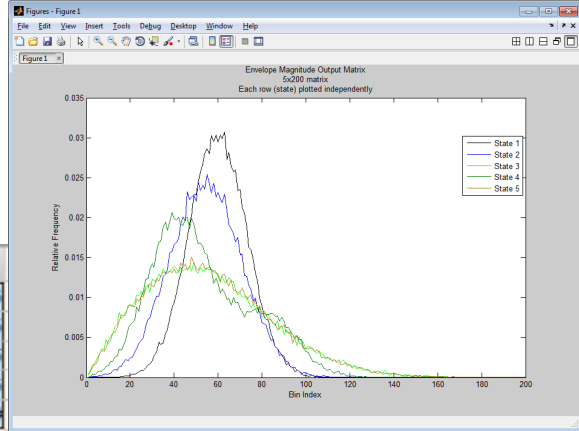 Figures - Figure 1
File Edit View Insert Tools Debug Desktop Window Help
Figure 1 ×
Envelope Magnitude Output Matrix
5x200 matrix
Each row (state) plotted independently
0.035
0.03
0.025
0.02
0.015
0.01
0.005
0
Relative Frequency
State 1
State 2
State 3
State 4
State 5
0 20 40 60 80 100 120 140 160 180 200
Bin Index